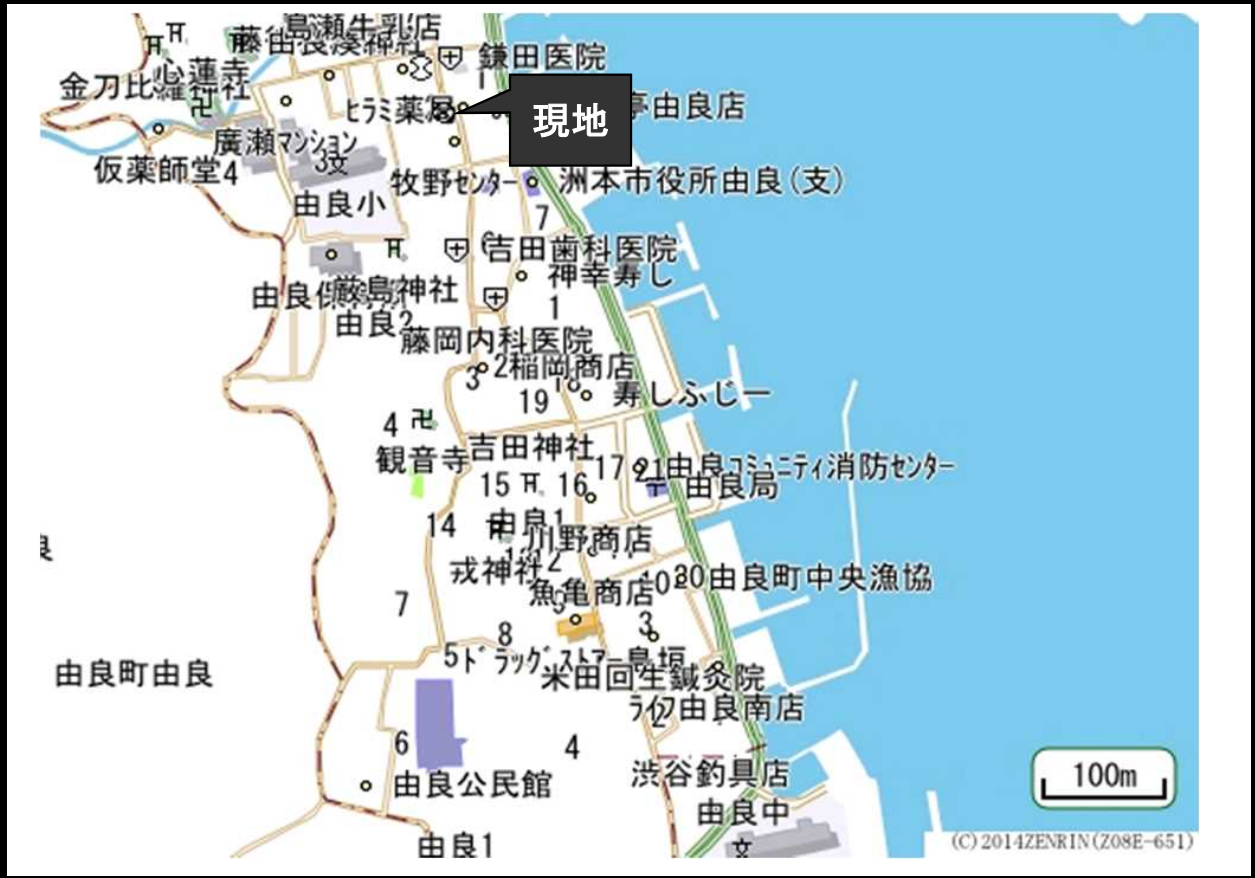 島瀬牛乳店
鎌田医院
心蓮寺
ヒラミ薬局
現地
亭由良店
廣瀬マンション
3
仮薬師堂4
牧野センター
洲本市役所由良(支)
由良小
7
6
吉田歯科医院
神幸寿し
厳島神社
1
由良2
藤岡内科医院
3
2稲岡商店
19
寿しふじ一
4
観音寺
吉田神社
17
21由良コミュニティ消防センター
15
16
由良局
14
由良1
川野商店
戎神社
魚亀商店
20由良町中央漁協
7
9
3
8
5ドラッグストアー島垣
米田回生鍼灸院
由良町由良
ライフ由良南店
2
6
4
渋谷釣具店
100m
由良公民館
由良中
由良1
(C)2014ZENRIN(Z08E-651)